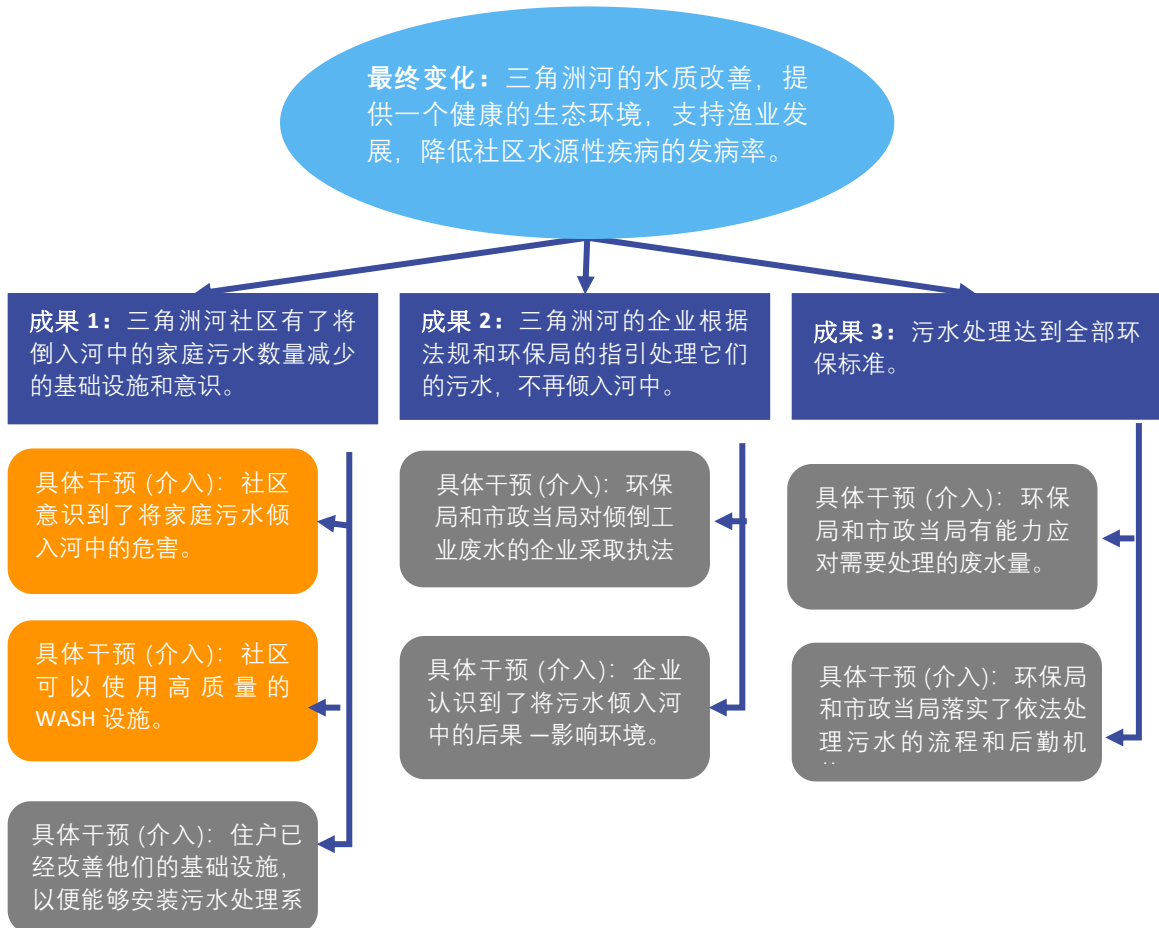 最终变化：三角洲河的水质改善，提
供一个健康的生态环境，支持渔业发
展，降低社区水源性疾病的发病率。
成果 1：三角洲河社区有了将
倒入河中的家庭污水数量减少
的基础设施和意识。
成果 2：三角洲河的企业根据
法规和环保局的指引处理它们
的污水，不再倾入河中。
成果 3：污水处理达到全部环
保标准。
具体干预 (介入)：社区
意识到了将家庭污水倾
入河中的危害。
具体干预 (介入)：社区
可以使用高质量的
WASH 设施。
具体干预 (介入)：住户已
经改善他们的基础设施，
以便能够安装污水处理系
具体干预 (介入)：环保
局和市政当局对倾倒工
业废水的企业采取执法
具体干预 (介入)：企业
认识到了将污水倾入河
中的后果 —影响环境。
具体干预 (介入)：环保
局和市政当局有能力应
对需要处理的废水量。
具体干预 (介入)：环保局
和市政当局落实了依法处
理污水的流程和后勤机